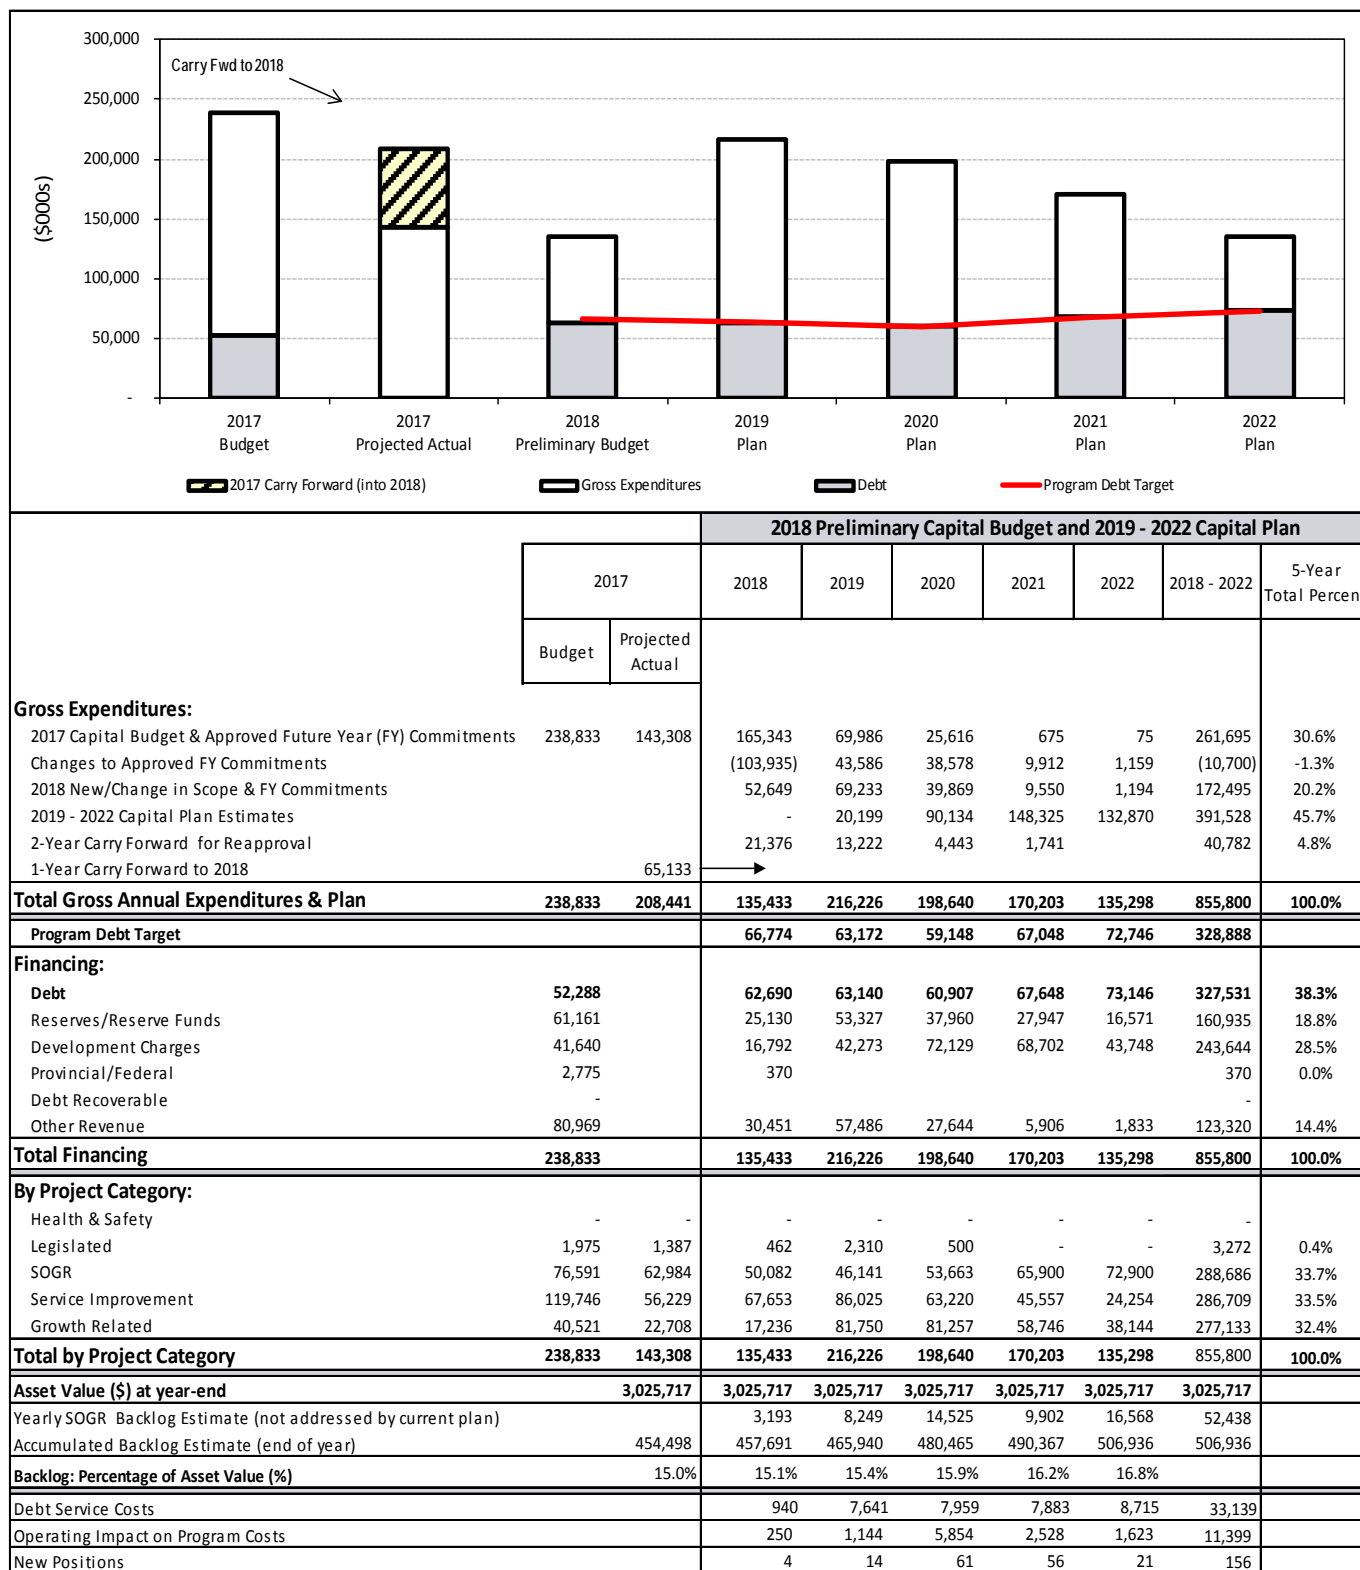 300,000
250,000
200,000
150,000
100,000
50,000
-
($000s)
Carry Fwd to 2018
2017 Budget
2017 Projected Actual
2018 Preliminary Budget
2019 Plan
2020 Plan
2021 Plan
2022 Plan
2017 Carry Forward (into 2018) Gross Expenditures Debt Program Debt Target
2018 Preliminary Capital Budget and 2019 - 2022 Capital Plan
2017 2018 2019 2020 2021 2022 2018 - 2022 5-Year Total Percen
Budget Projected Actual
Gross Expenditures:
2017 Capital Budget & Approved Future Year (FY) Commitments 238,833 143,308 165,343 69,986 25,616 675 75 261,695 30.6%
Changes to Approved FY Commitments (103,935) 43,586 38,578 9,912 1,159 (10,700) -1.3%
2018 New/Change in Scope & FY Commitments 52,649 69,233 39,869 9,550 1,194 172,495 20.2%
2019 - 2022 Capital Plan Estimates - 20,199 90,134 148,325 132,870 391,528 45.7%
2-Year Carry Forward for Reapproval 21,376 13,222 4,443 1,741 40,782 4.8%
1-Year Carry Forward to 2018 65,133
Total Gross Annual Expenditures & Plan 238,833 208,441 135,433 216,226 198,640 170,203 135,298 855,800 100.0%
Program Debt Target 66,774 63,172 59,148 67,048 72,746 328,888
Financing:
Debt 52,288 62,690 63,140 60,907 67,648 73,146 327,531 38.3%
Reserves/Reserve Funds 61,161 25,130 53,327 37,960 27,947 16,571 160,935 18.8%
Development Charges 41,640 16,792 42,273 72,129 68,702 43,748 243,644 28.5%
Provincial/Federal 2,775 370 370 0.0%
Debt Recoverable - -
Other Revenue 80,969 30,451 57,486 27,644 5,906 1,833 123,320 14.4%
Total Financing 238,833 135,433 216,226 198,640 170,203 135,298 855,800 100.0%
By Project Category:
Health & Safety - - - - - - - -
Legislated 1,975 1,387 462 2,310 500 - - 3,272 0.4%
SOGR 76,591 62,984 50,082 46,141 53,663 65,900 72,900 288,686 33.7%
Service Improvement 119,746 56,229 67,653 86,025 63,220 45,557 24,254 286,709 33.5%
Growth Related 40,521 22,708 17,236 81,750 81,257 58,746 38,144 277,133 32.4%
Total by Project Category 238,833 143,308 135,433 216,226 198,640 170,203 135,298 855,800 100.0%
Asset Value ($) at year-end 3,025,717 3,025,717 3,025,717 3,025,717 3,025,717 3,025,717 3,025,717
Yearly SOGR Backlog Estimate (not addressed by current plan) 3,193 8,249 14,525 9,902 16,568 52,438
Accumulated Backlog Estimate (end of year) 454,498 457,691 465,940 480,465 490,367 506,936 506,936
Backlog: Percentage of Asset Value (%) 15.0% 15.1% 15.4% 15.9% 16.2% 16.8%
Debt Service Costs 940 7,641 7,959 7,883 8,715 33,139
Operating Impact on Program Costs 250 1,144 5,854 2,528 1,623 11,399
New Positions 4 14 61 56 21 156